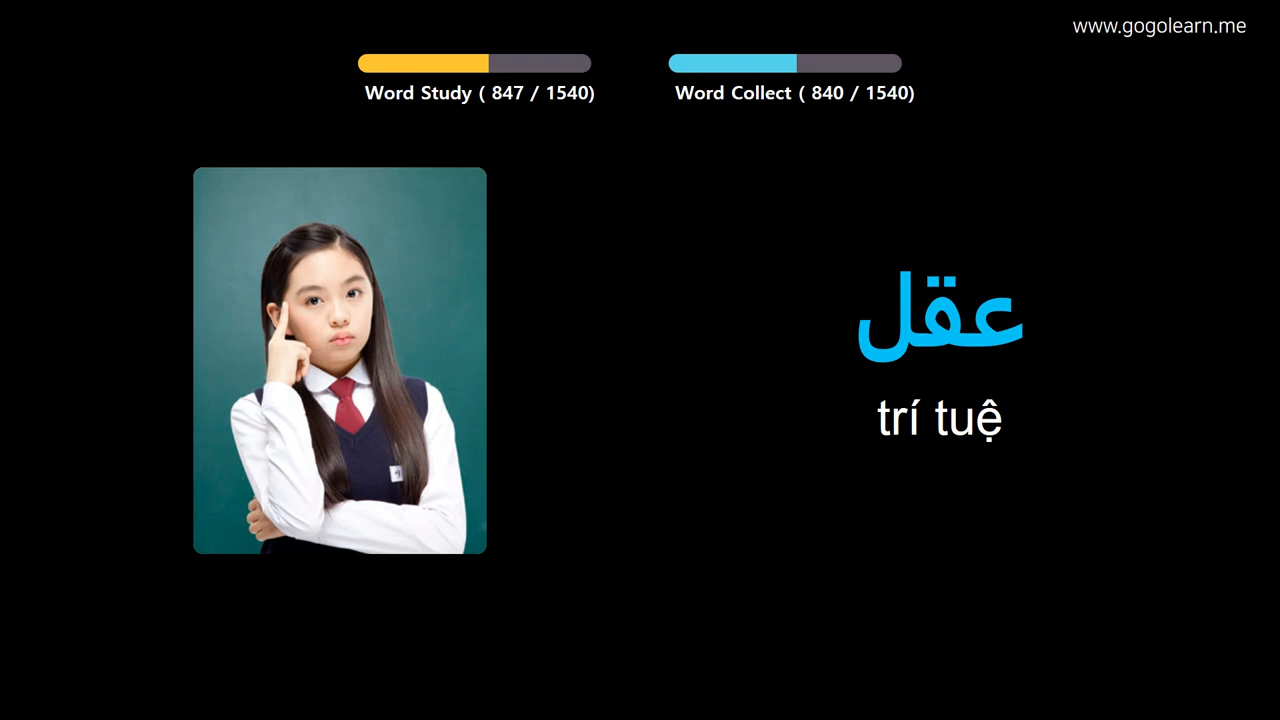 www.gogolearn.me
Word Study ( 847 / 1540)
Word Collect ( 840 / 1540)
عقل
trí tuệ